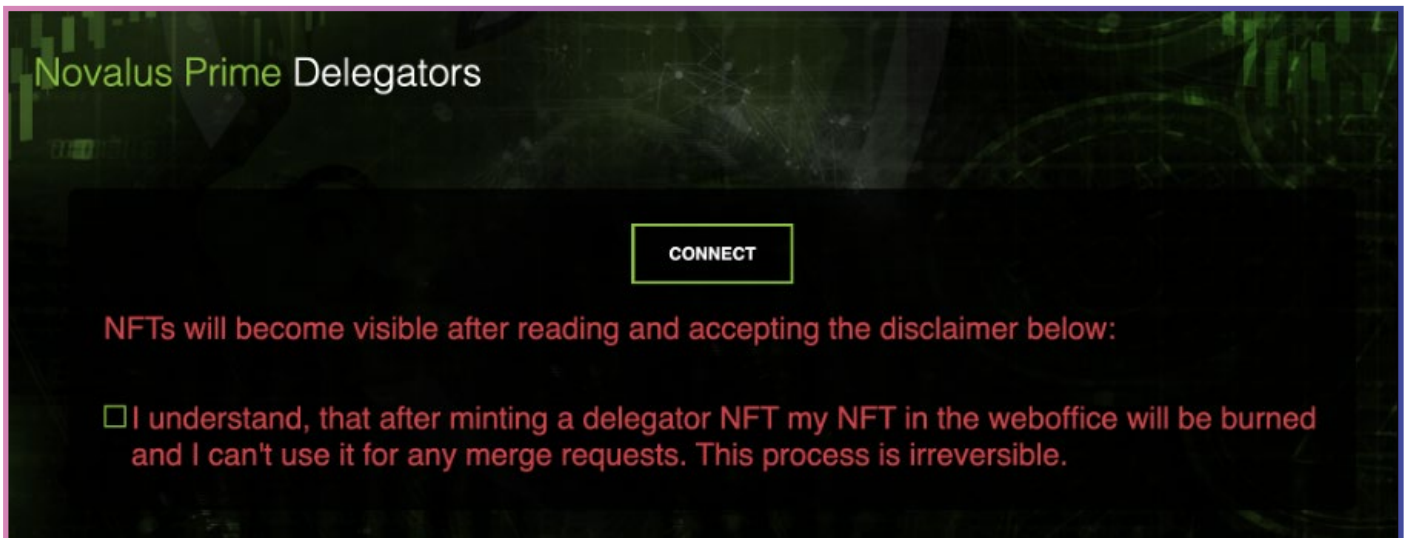 Novalus Prime Delegators
CONNECT
NFTs will become visible after reading and accepting the disclaimer below:
I understand, that after minting a delegator NFT my NFT in the weboffice will be burned
and I can't use it for any merge requests. This process is irreversible.